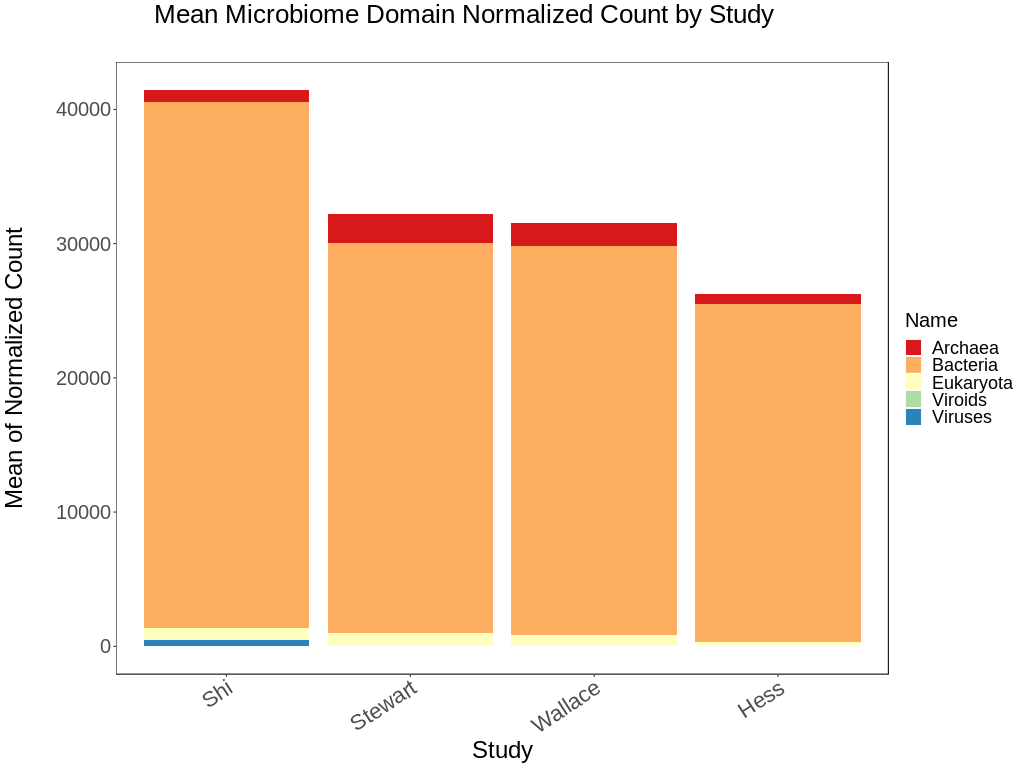 Mean Microbiome Domain Normalized Count by Study
Mean of Normalized Count
40000
30000
20000
10000
0
Shi
Stewart
Wallace
Hess
Study
Name
Archaea
Bacteria
Eukaryota
Viroids
Viruses